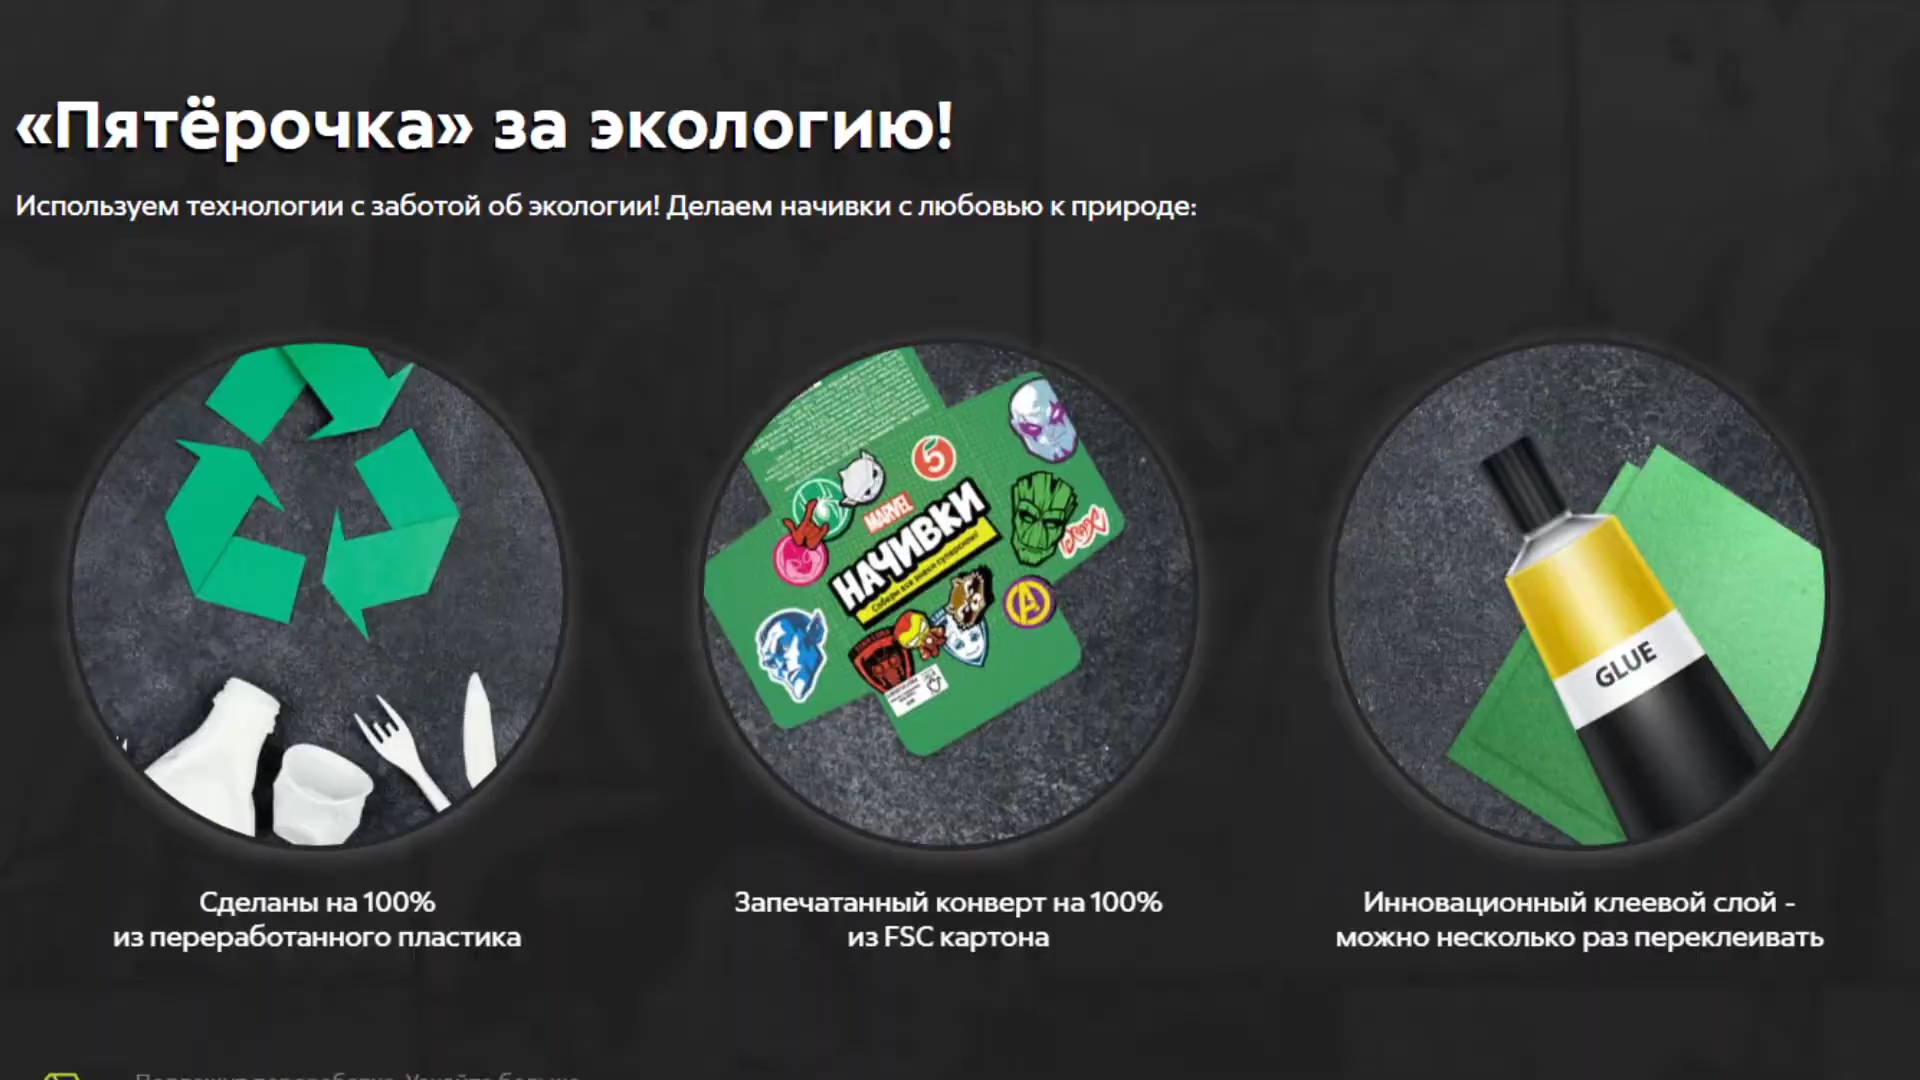 «Пятёрочка» за экологию!
Используем технологии с заботой об экологии! Делаем начивки с любовью к природе:
5
MARVEL
НАЧИВКИ
GLUE
Сделаны на 100%
из переработанного пластика
Запечатанный конверт на 100%
из FSC картона
Инновационный клеевой слой -
можно несколько раз переклеивать